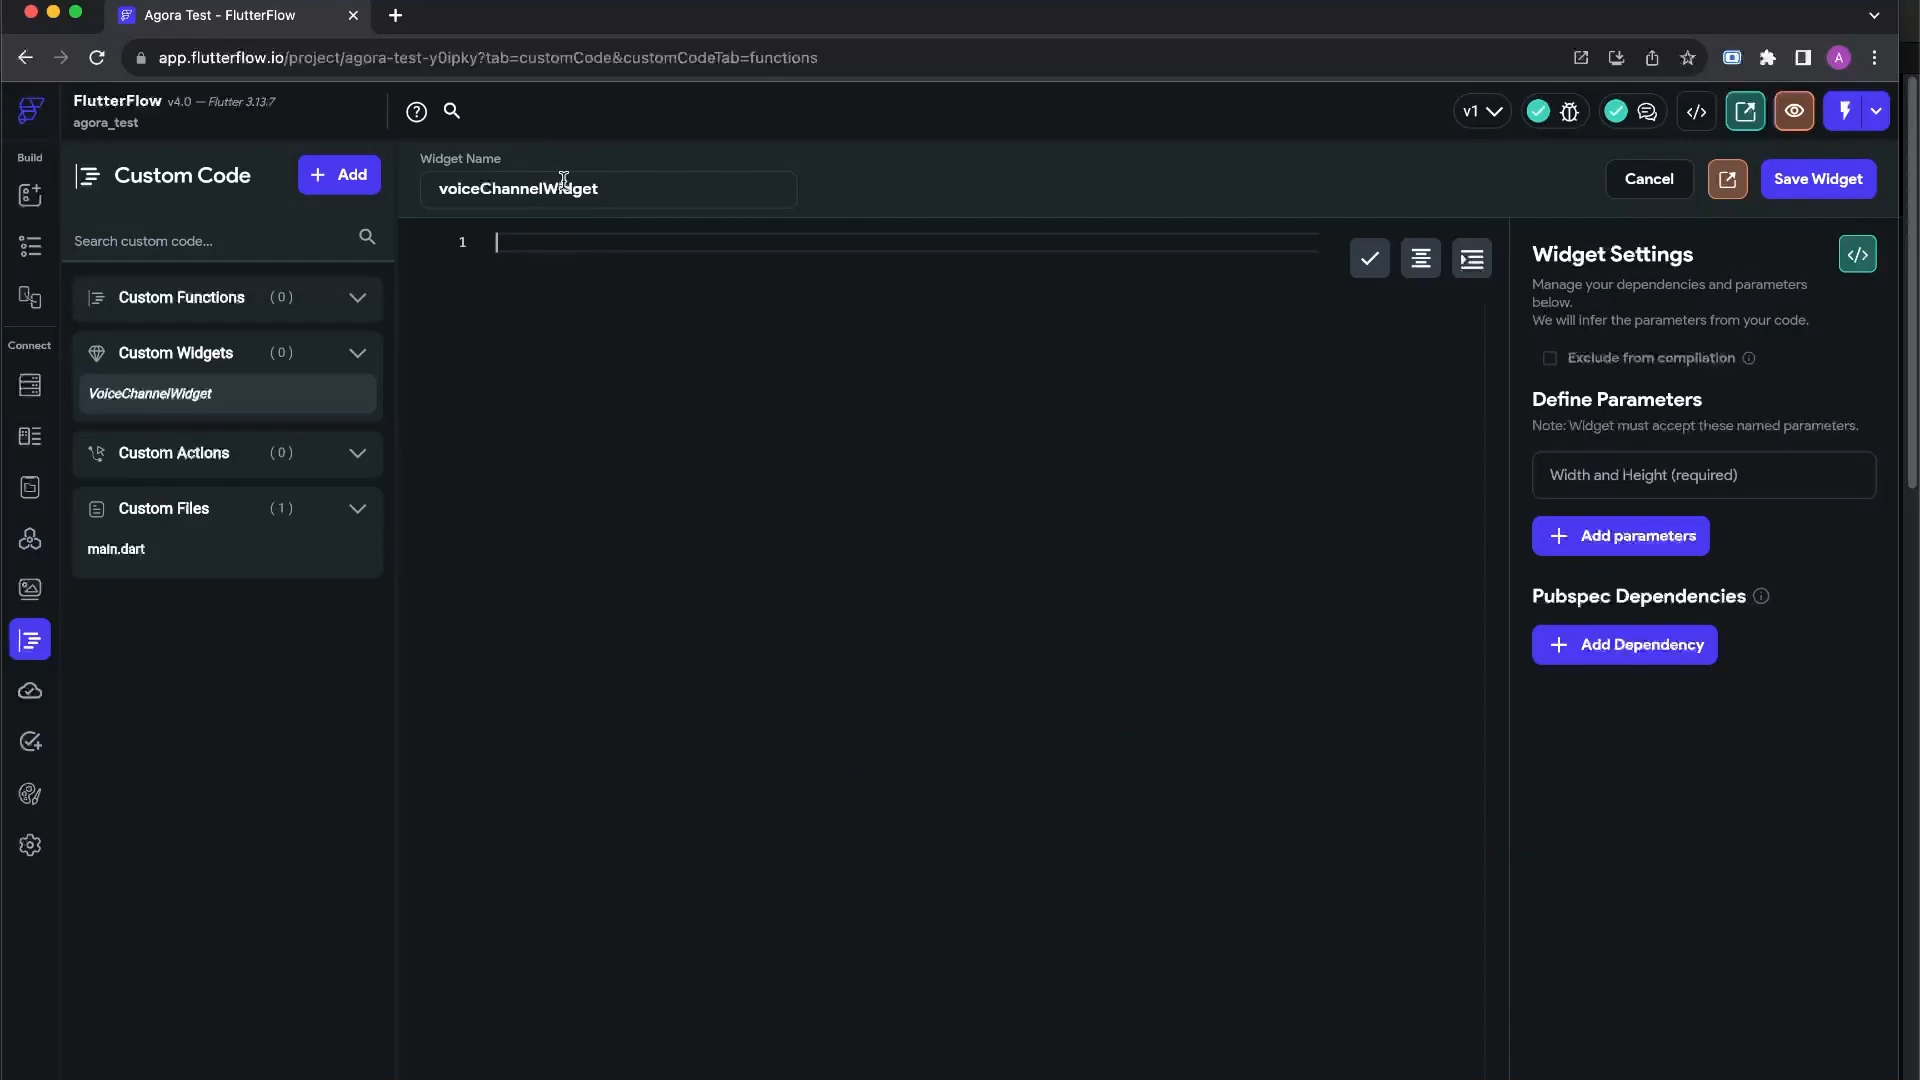 Agora Test - FlutterFlow
app.flutterflow.io/project/agora-test-y0ipky?tab=customCode&customCodeTab=functions
A
FlutterFlow v4.0 — Flutter 3.13.7
agora_test
v1
Build
Connect
Custom Code
+ Add
Search custom code...
Custom Functions (0)
Custom Widgets (0)
VoiceChannelWidget
Custom Actions (0)
Custom Files (1)
main.dart
Widget Name
voiceChannelWidget
Cancel
Save Widget
1
Widget Settings
Manage your dependencies and parameters
below.
We will infer the parameters from your code.
Exclude from compilation
Define Parameters
Note: Widget must accept these named parameters.
Width and Height (required)
+ Add parameters
Pubspec Dependencies
+ Add Dependency